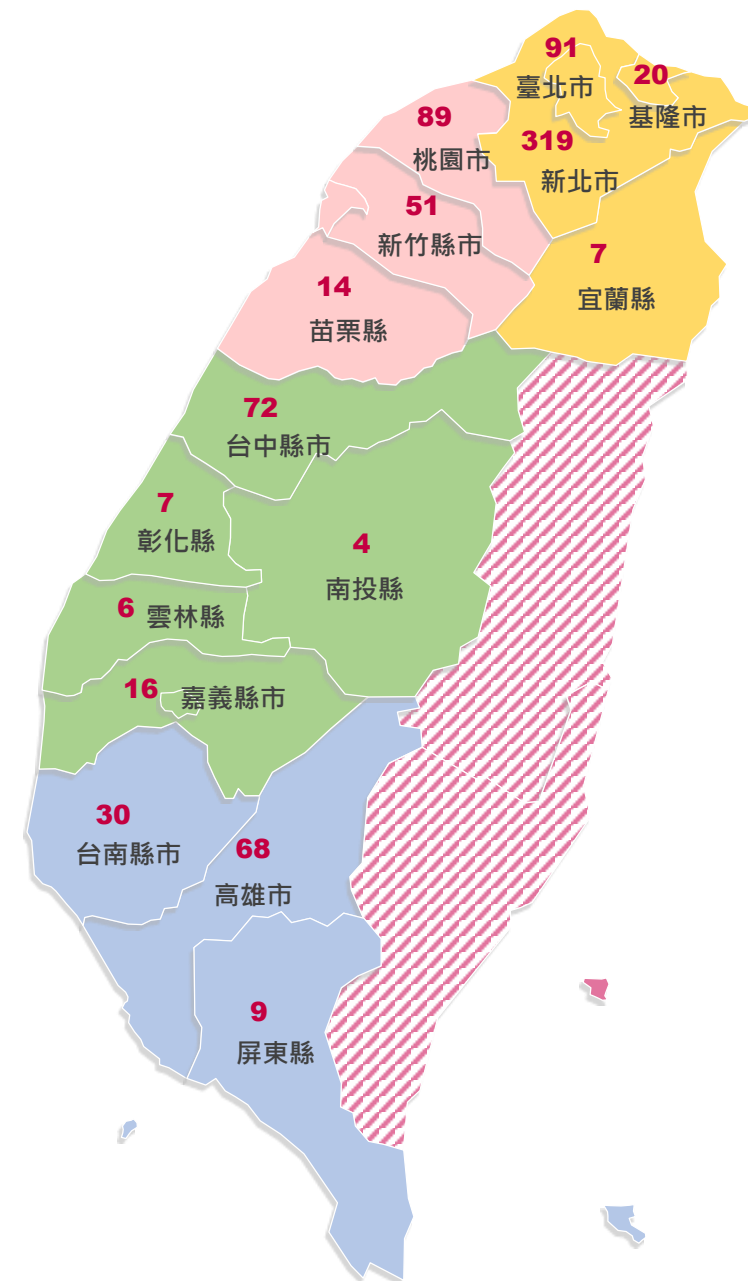 91
臺北市
20
基隆市
89
桃園市
319
新北市
51
新竹縣市
7
宜蘭縣
14
苗栗縣
72
台中縣市
7
彰化縣
4
南投縣
6 雲林縣
16 嘉義縣市
30
台南縣市
68
高雄市
9
屏東縣